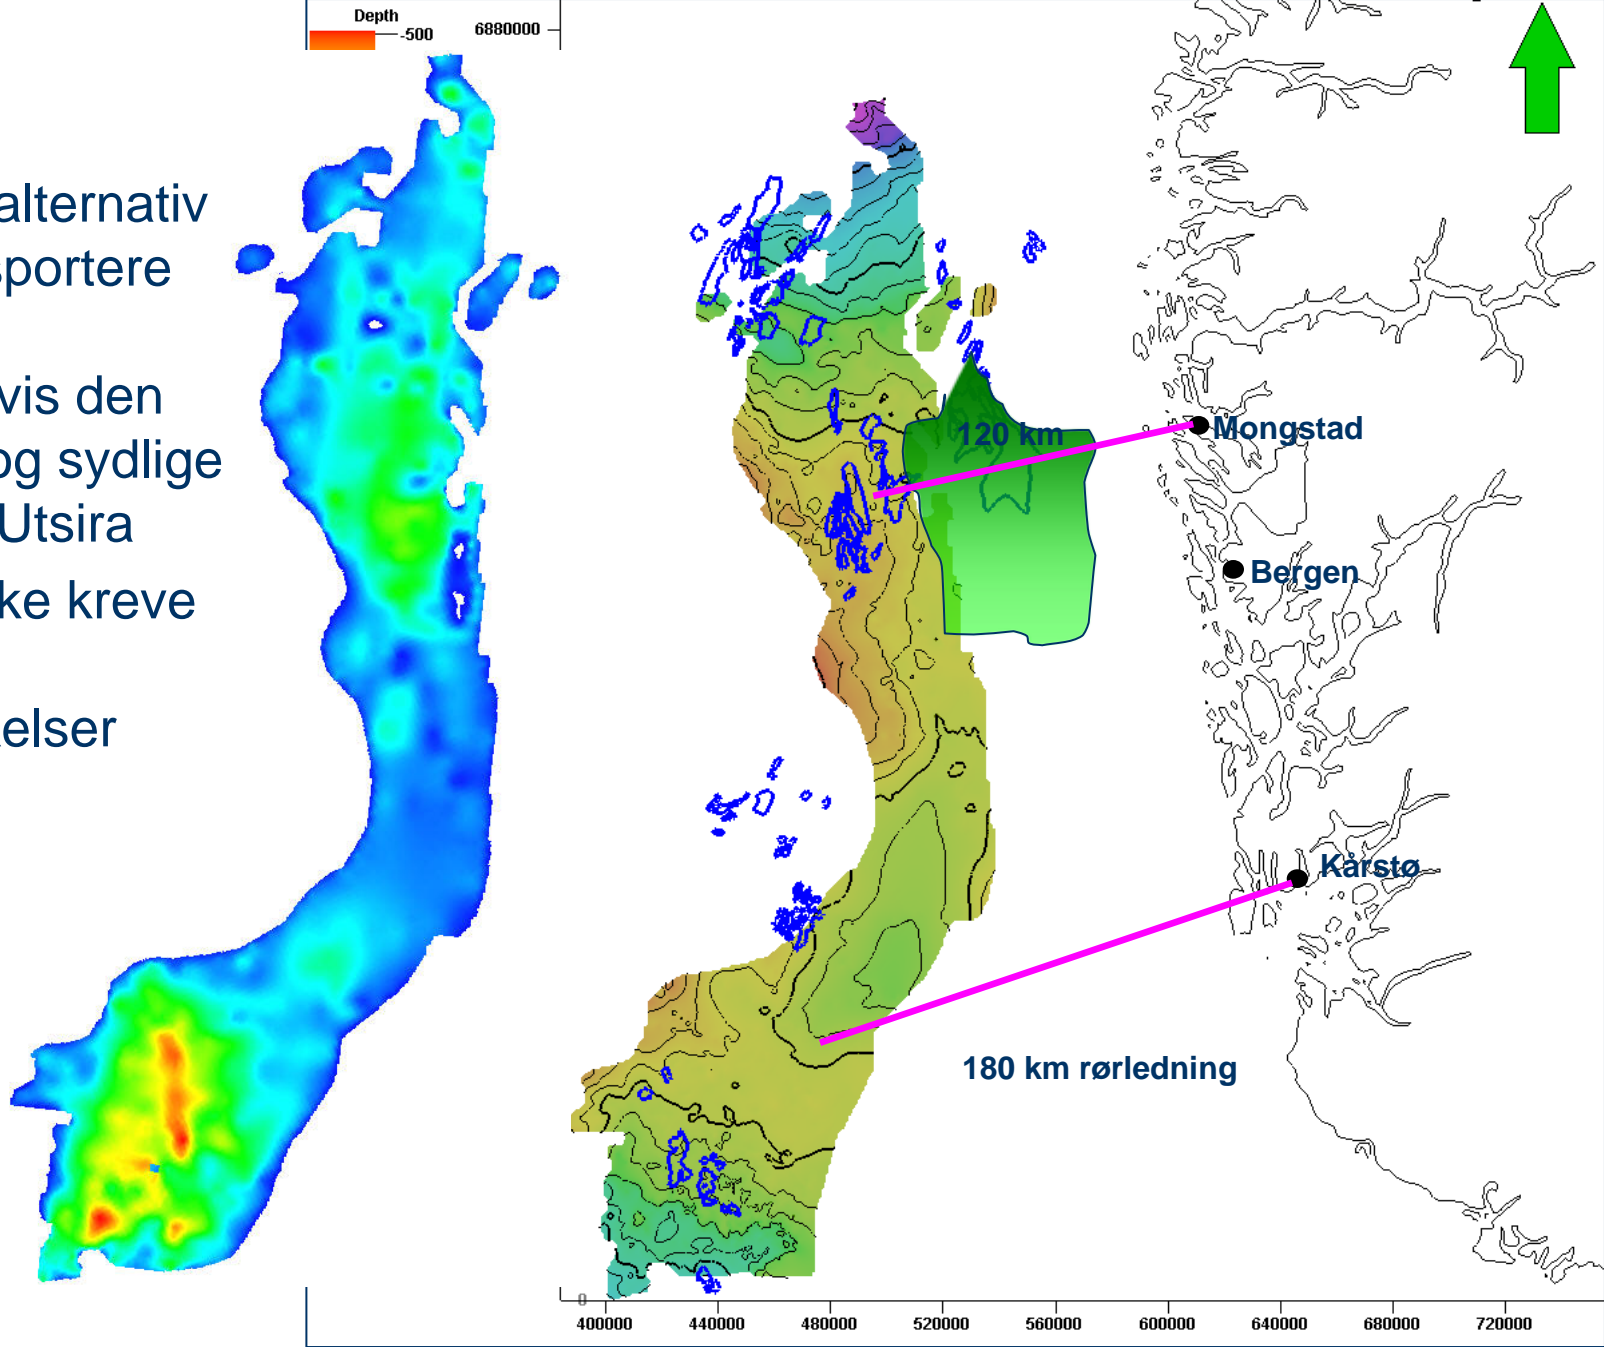 Depth
-500
6880000
alternativ
sportere
vis den
og sydlige
Utsira
ke kreve
elser
120 km
Mongstad
Bergen
Kårstø
180 km rørledning
0
400000 440000 480000 520000 560000 600000 640000 680000 720000